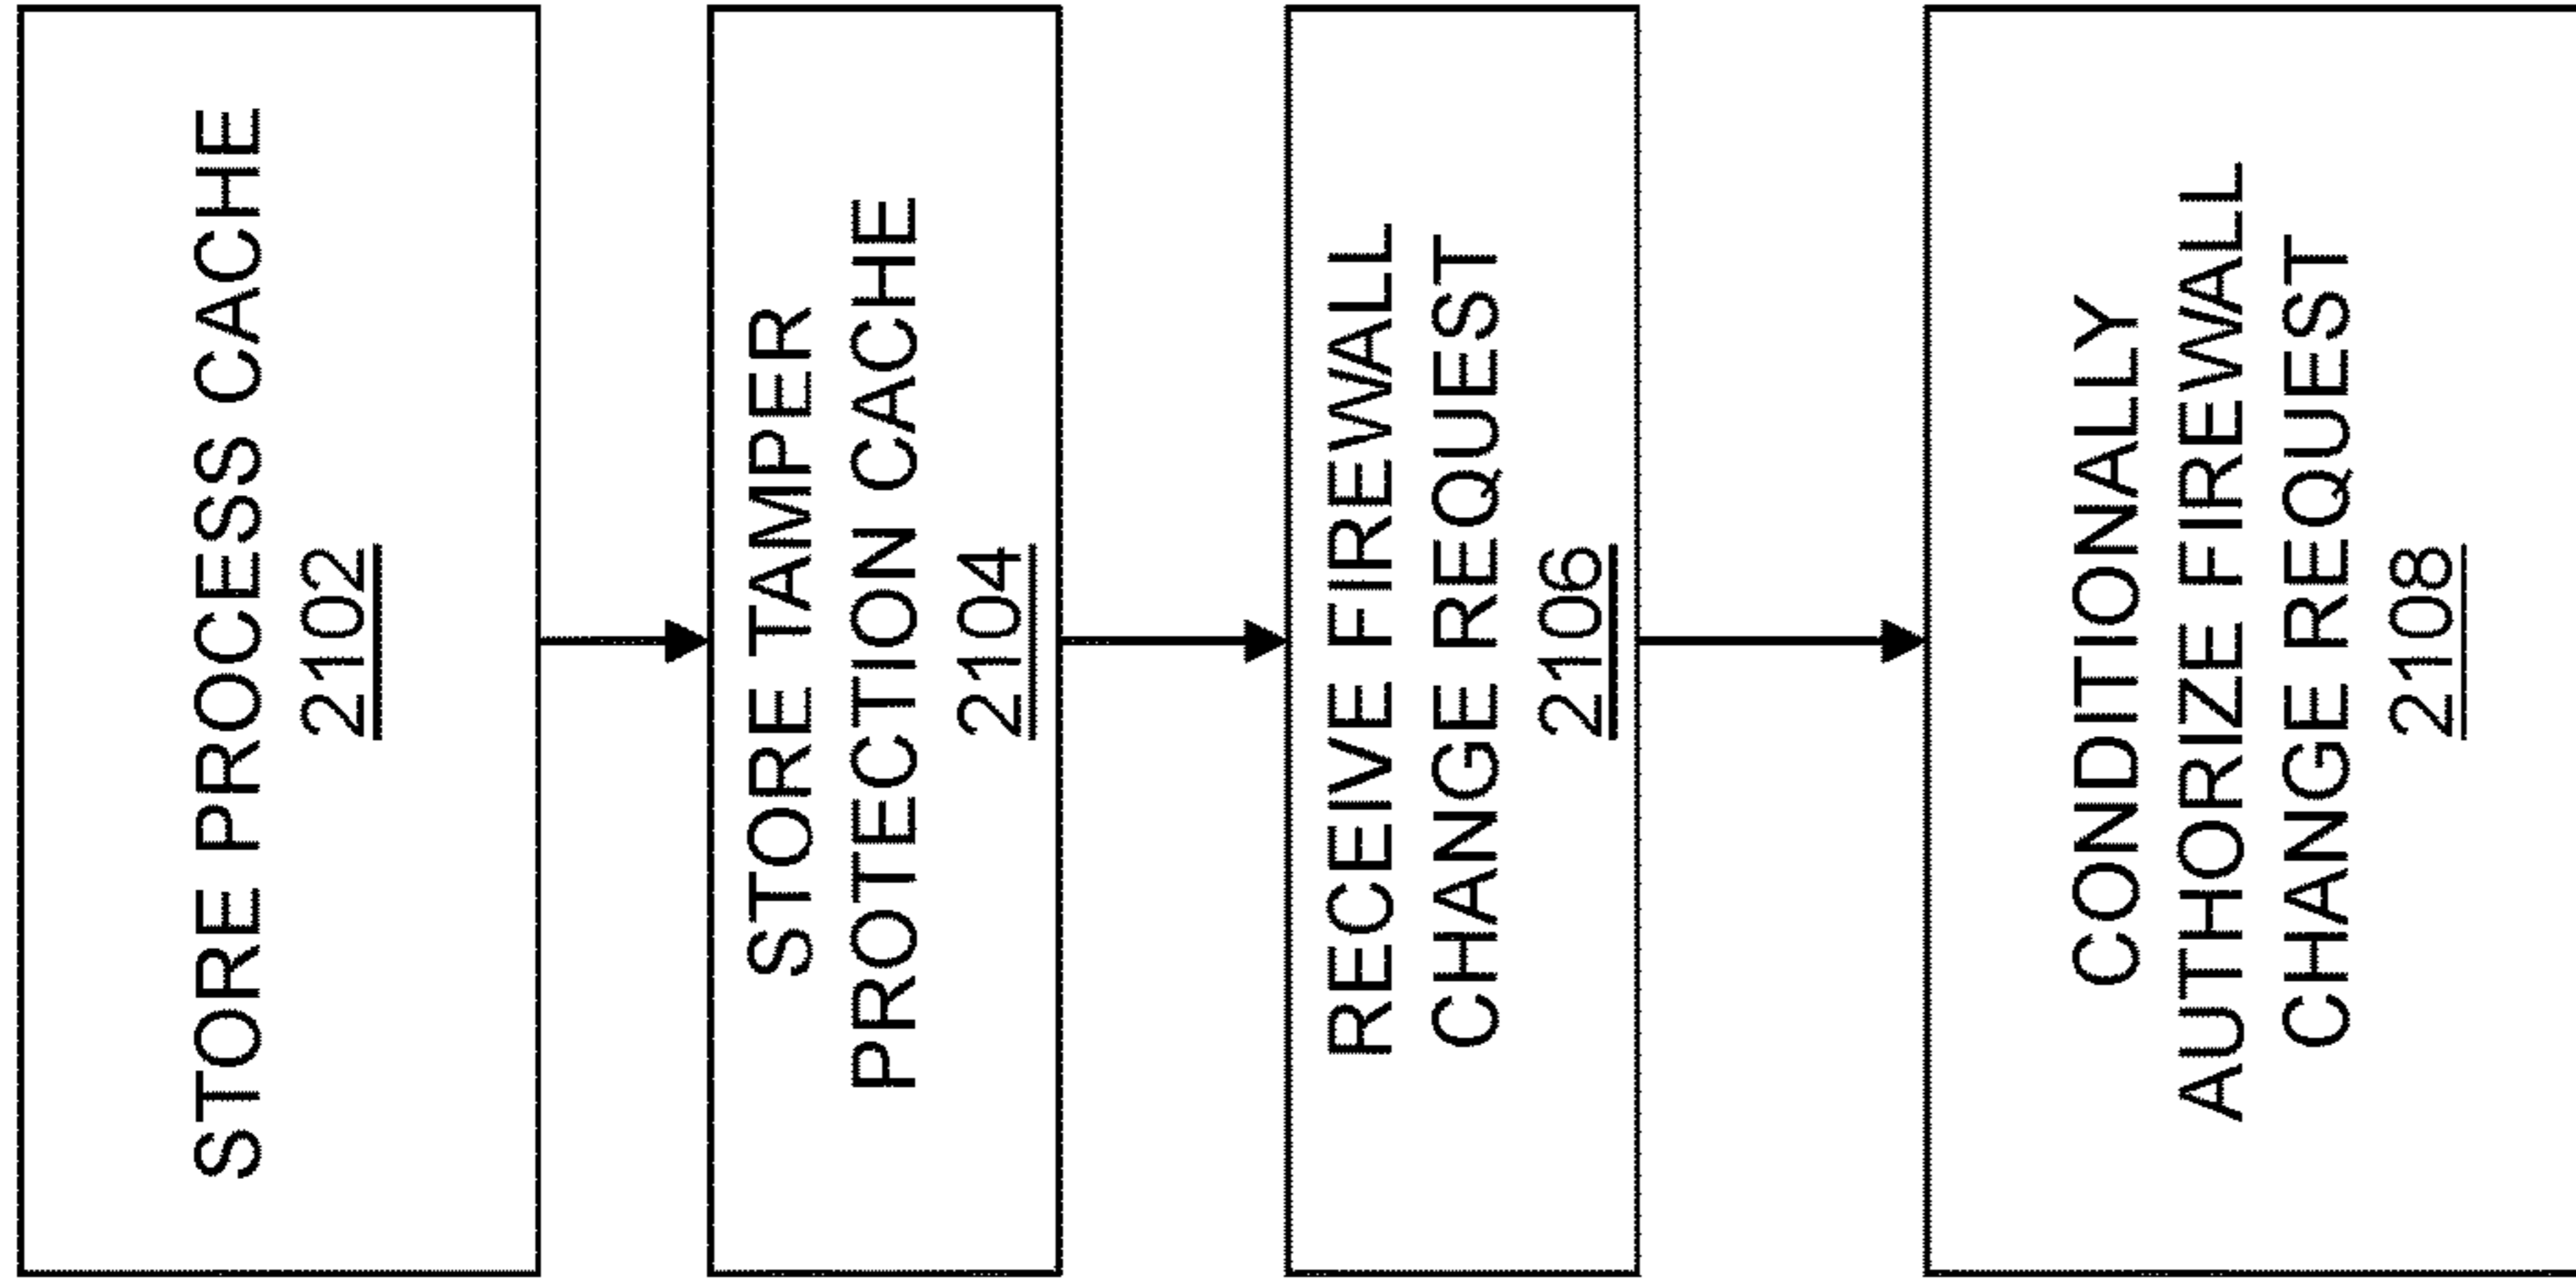 STORE PROCESS CACHE
2102
STORE TAMPER
PROTECTION CACHE
2104
RECEIVE FIREWALL
CHANGE REQUEST
2106
CONDITIONALLY
AUTHORIZE FIREWALL
CHANGE REQUEST
2108